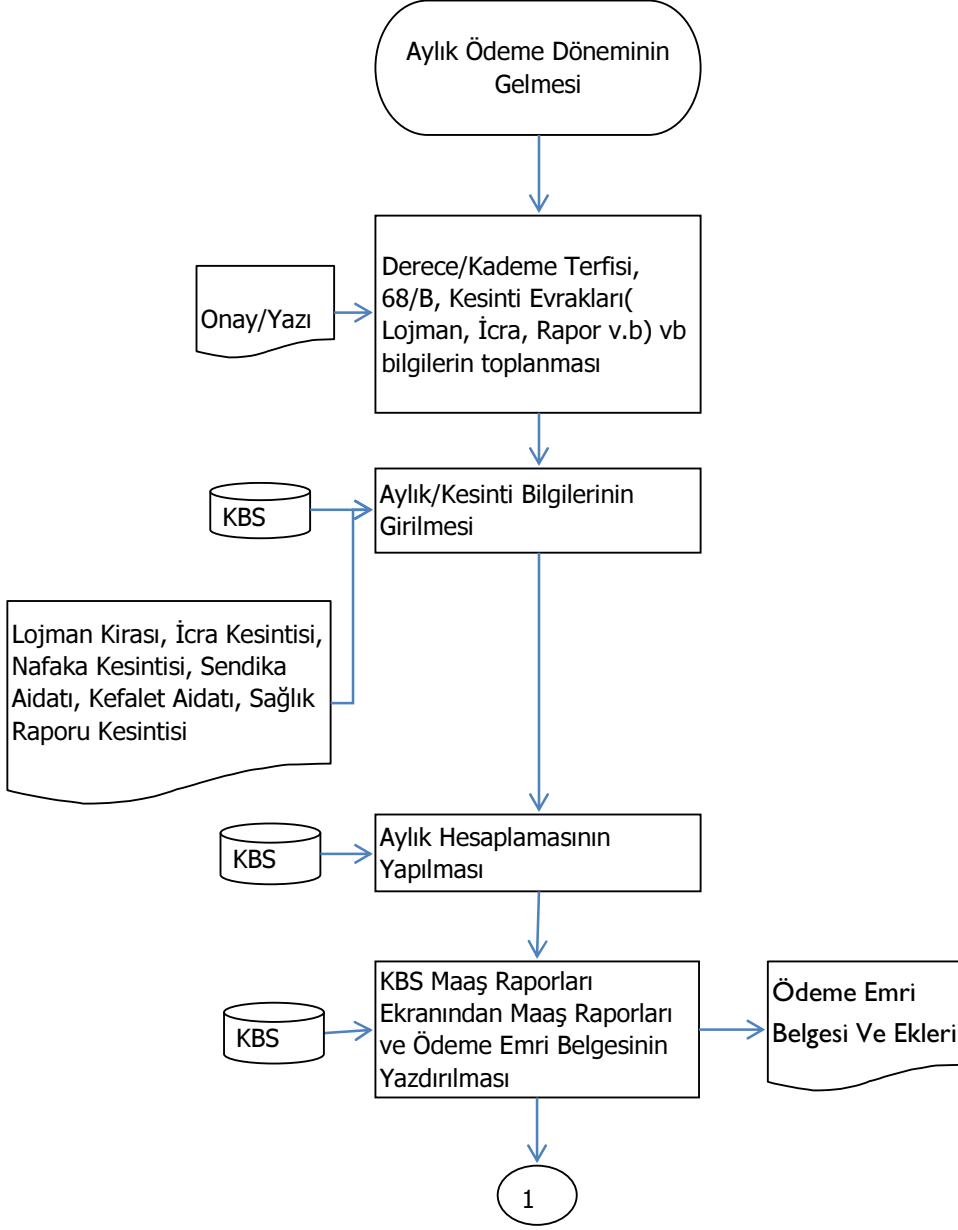 Aylık Ödeme Döneminin
Gelmesi
Onay/Yazı
Derece/Kademe Terfisi,
68/B, Kesinti Evrakları(
Lojman, İcra, Rapor v.b) vb
bilgilerin toplanması
KBS
Aylık/Kesinti Bilgilerinin
Girilmesi
Lojman Kirası, İcra Kesintisi,
Nafaka Kesintisi, Sendika
Aidatı, Kefalet Aidatı, Sağlık
Raporu Kesintisi
KBS
Aylık Hesaplamasının
Yapılması
KBS
KBS Maaş Raporları
Ekranından Maaş Raporları
ve Ödeme Emri Belgesinin
Yazdırılması
Ödeme Emri
Belgesi Ve Ekleri
1